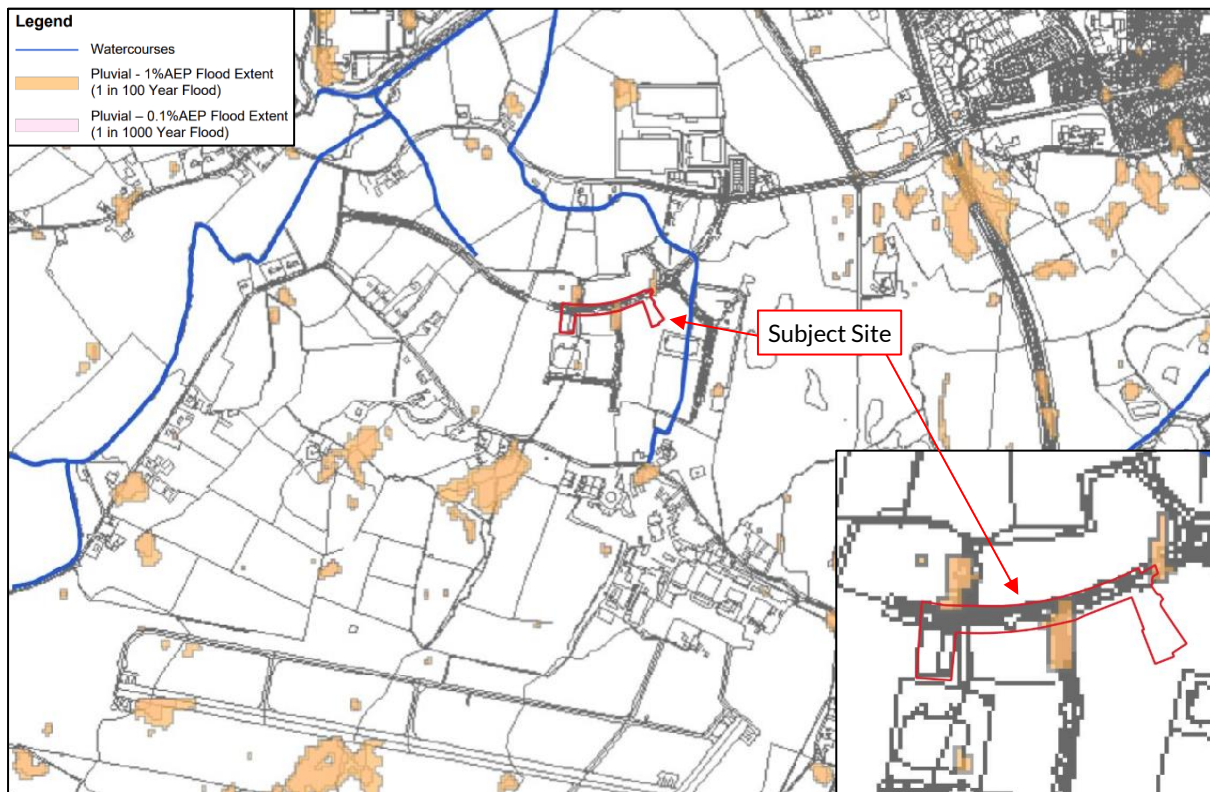 Legend
Watercourses
Pluvial - 1%AEP Flood Extent
(1 in 100 Year Flood)
Pluvial – 0.1%AEP Flood Extent
(1 in 1000 Year Flood)
Subject Site